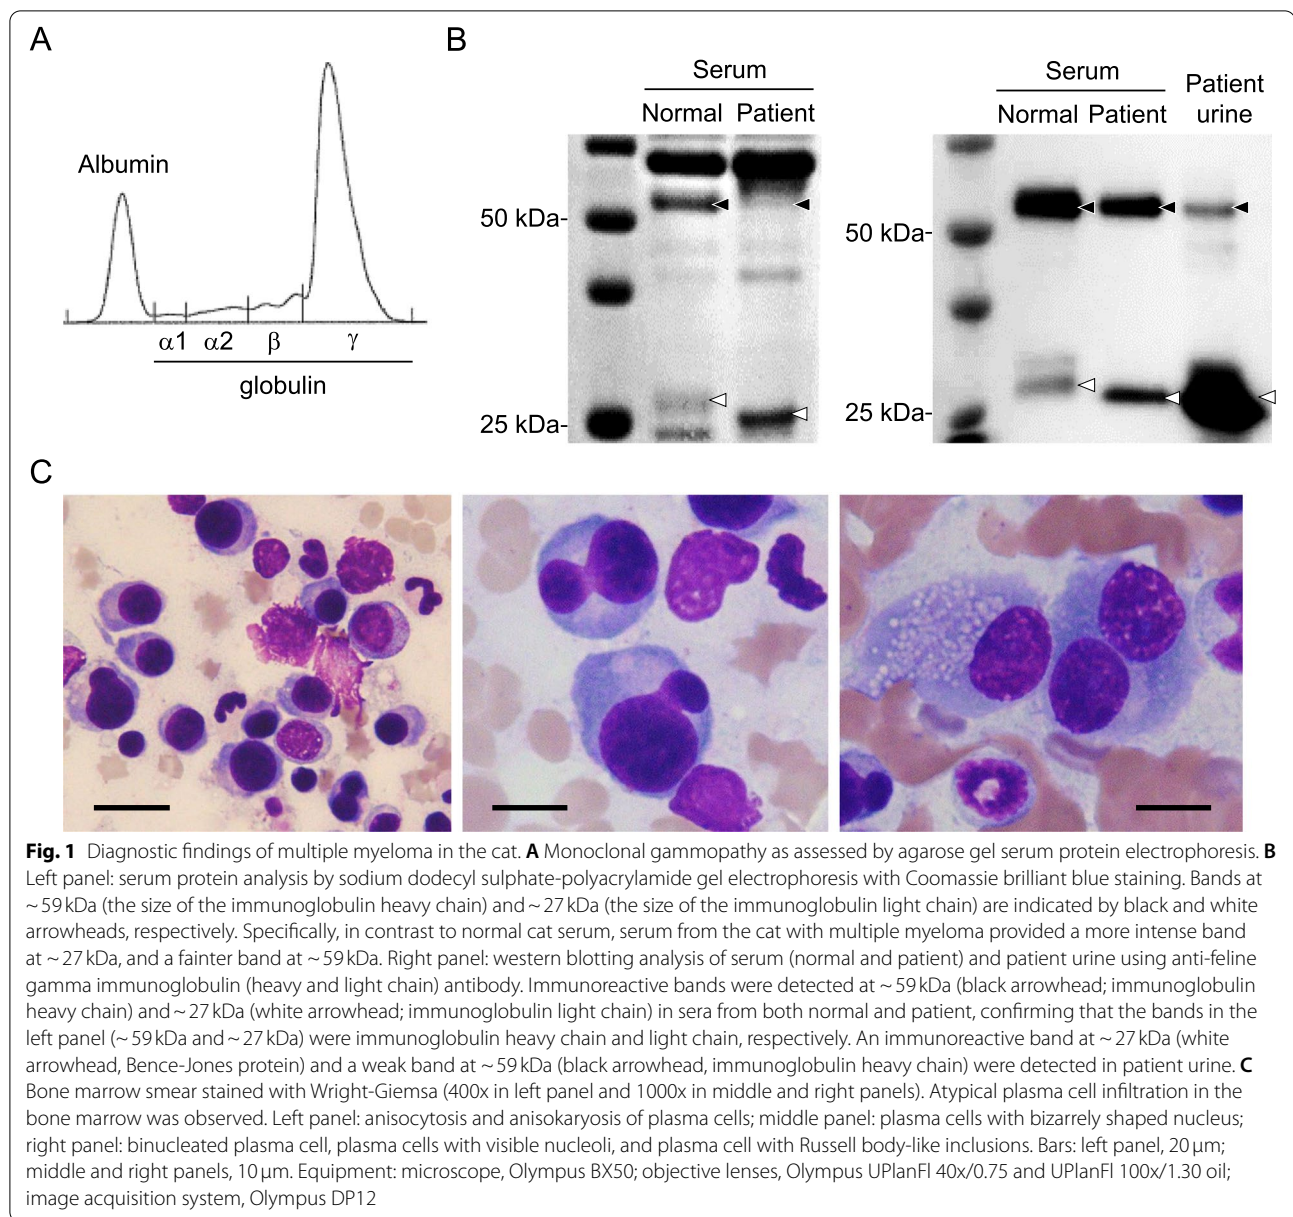 A
Albumin
α1 α2 β γ
globulin
B
Serum
Normal Patient
50 kDa-
25 kDa-
Serum
Normal Patient
Patient
urine
50 kDa-
25 kDa-
C
Fig. 1 Diagnostic findings of multiple myeloma in the cat. A Monoclonal gammopathy as assessed by agarose gel serum protein electrophoresis. B
Left panel: serum protein analysis by sodium dodecyl sulphate-polyacrylamide gel electrophoresis with Coomassie brilliant blue staining. Bands at
~ 59 kDa (the size of the immunoglobulin heavy chain) and ~ 27 kDa (the size of the immunoglobulin light chain) are indicated by black and white
arrowheads, respectively. Specifically, in contrast to normal cat serum, serum from the cat with multiple myeloma provided a more intense band
at ~ 27 kDa, and a fainter band at ~ 59 kDa. Right panel: western blotting analysis of serum (normal and patient) and patient urine using anti-feline
gamma immunoglobulin (heavy and light chain) antibody. Immunoreactive bands were detected at ~ 59 kDa (black arrowhead; immunoglobulin
heavy chain) and ~ 27 kDa (white arrowhead; immunoglobulin light chain) in sera from both normal and patient, confirming that the bands in the
left panel (~ 59 kDa and ~ 27 kDa) were immunoglobulin heavy chain and light chain, respectively. An immunoreactive band at ~ 27 kDa (white
arrowhead, Bence-Jones protein) and a weak band at ~ 59 kDa (black arrowhead, immunoglobulin heavy chain) were detected in patient urine. C
Bone marrow smear stained with Wright-Giemsa (400x in left panel and 1000x in middle and right panels). Atypical plasma cell infiltration in the
bone marrow was observed. Left panel: anisocytosis and anisokaryosis of plasma cells; middle panel: plasma cells with bizarrely shaped nucleus;
right panel: binucleated plasma cell, plasma cells with visible nucleoli, and plasma cell with Russell body-like inclusions. Bars: left panel, 20 μm;
middle and right panels, 10 μm. Equipment: microscope, Olympus BX50; objective lenses, Olympus UPlanFl 40x/0.75 and UPlanFl 100x/1.30 oil;
image acquisition system, Olympus DP12